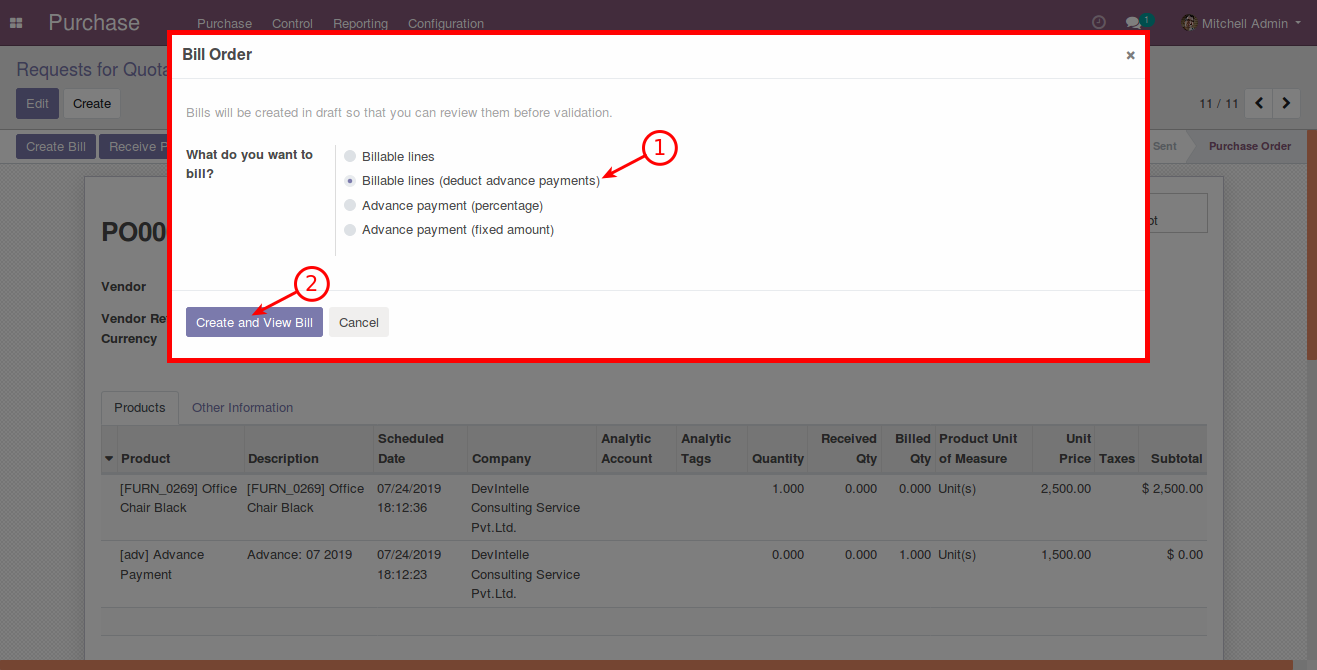 Purchase Purchase Control Reporting Configuration 1 Mitchell Admin
Bill Order ×
Requests for Quota
Edit Create
11 / 11
Bills will be created in draft so that you can review them before validation.
Create Bill Receive P
Sent Purchase Order
What do you want to
bill?
Billable lines
Billable lines (deduct advance payments)
Advance payment (percentage)
Advance payment (fixed amount)
1
PO00
pt
Vendor
2
Vendor Re
Currency
Create and View Bill Cancel
Products Other Information
Scheduled Analytic Analytic Received Billed Product Unit Unit
Product Description Date Company Account Tags Quantity Qty Qty of Measure Price Taxes Subtotal
[FURN_0269] Office [FURN_0269] Office 07/24/2019 DevIntelle 1.000 0.000 0.000 Unit(s) 2,500.00 $ 2,500.00
Chair Black Chair Black 18:12:36 Consulting Service
Pvt.Ltd.
[adv] Advance Advance: 07 2019 07/24/2019 DevIntelle 0.000 0.000 1.000 Unit(s) 1,500.00 $ 0.00
Payment 18:12:23 Consulting Service
Pvt.Ltd.